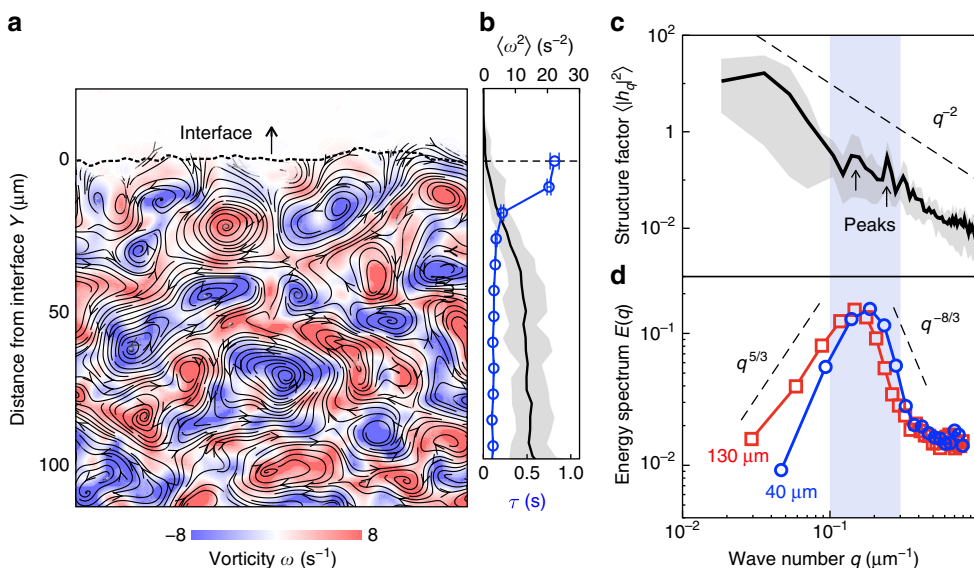 a
Interface
Distance from interface Y (μm)
0
50
100
−8
8
Vorticity ω (s⁻¹)
b
⟨ω²⟩ (s⁻²)
0 10 20 30
0 0.5 1.0
τ (s)
c
Structure factor ⟨|h_q|²⟩
10²
1
10⁻²
q⁻²
Peaks
d
Energy spectrum E(q)
10⁻¹
10⁻²
q^5/3
q^−8/3
130 μm
40 μm
10⁻² 10⁻¹
Wave number q (μm⁻¹)